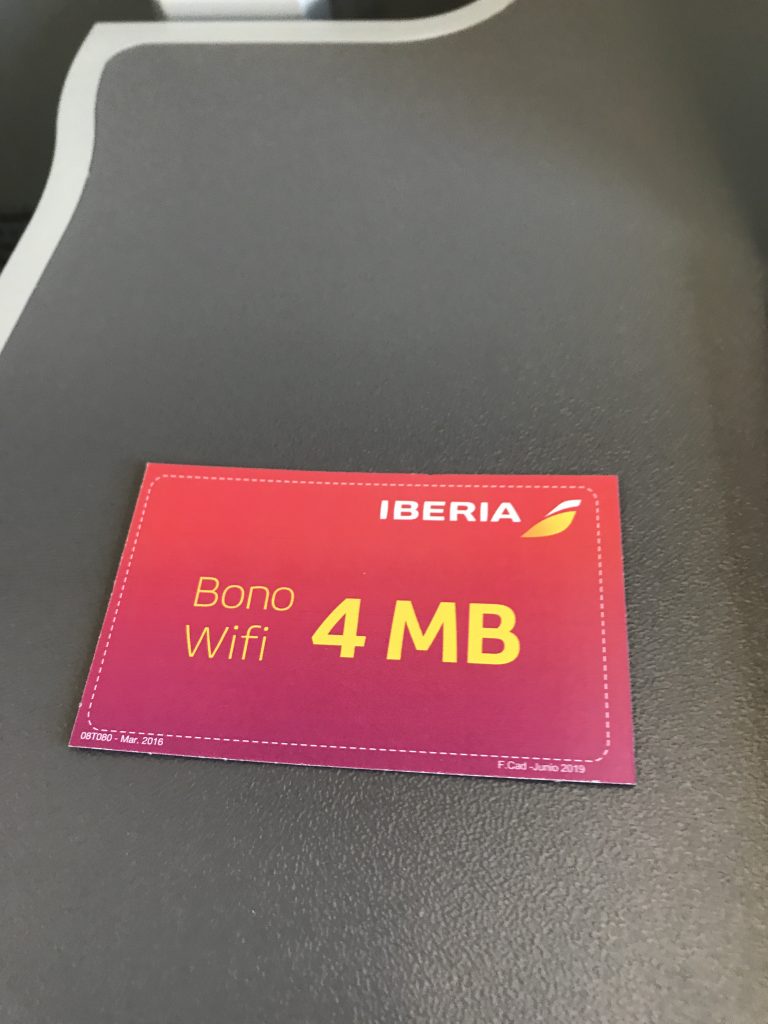 IBERIA
Bono
Wifi
4 MB
08T080 - Mar. 2016
F.Cad -Junio 2019